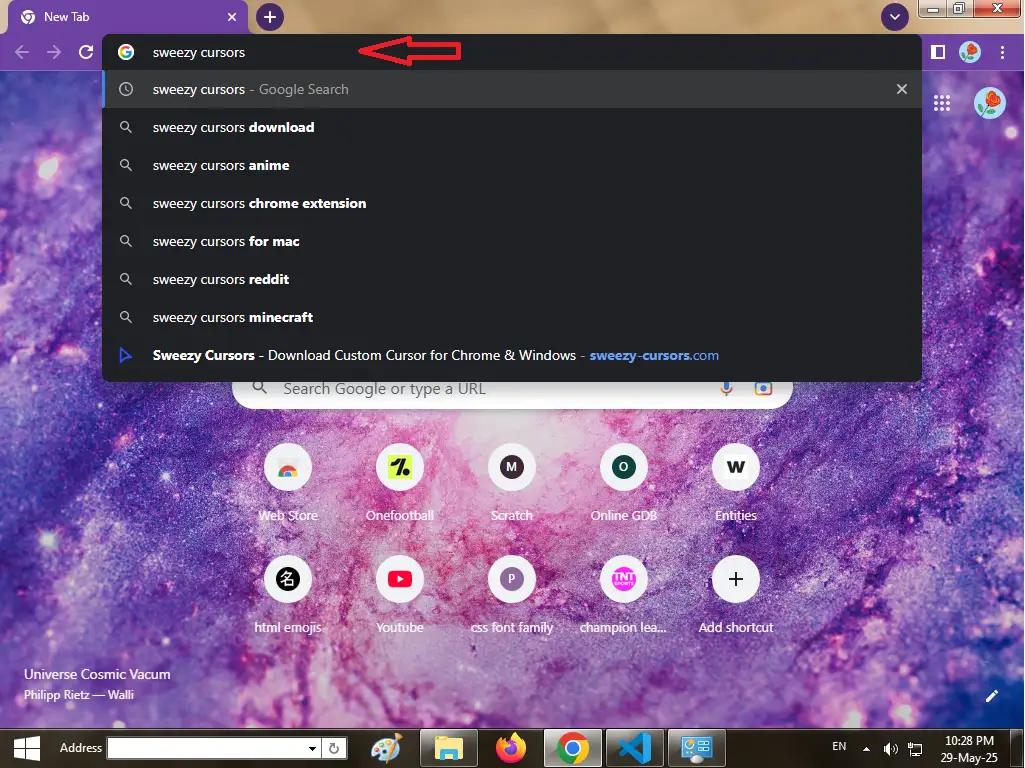 New Tab
sweezy cursors
sweezy cursors - Google Search
sweezy cursors download
sweezy cursors anime
sweezy cursors chrome extension
sweezy cursors for mac
sweezy cursors reddit
sweezy cursors minecraft
Sweezy Cursors - Download Custom Cursor for Chrome & Windows - sweezy-cursors.com
Search Google or type a URL
M
O
W
Web Store
Onefootball
Scratch
Online GDB
Entities
名
P
TNT
SPORTS
html emojis
Youtube
css font family
champion lea...
Add shortcut
Universe Cosmic Vacum
Philipp Rietz — Walli
Address
EN
10:28 PM
29-May-25